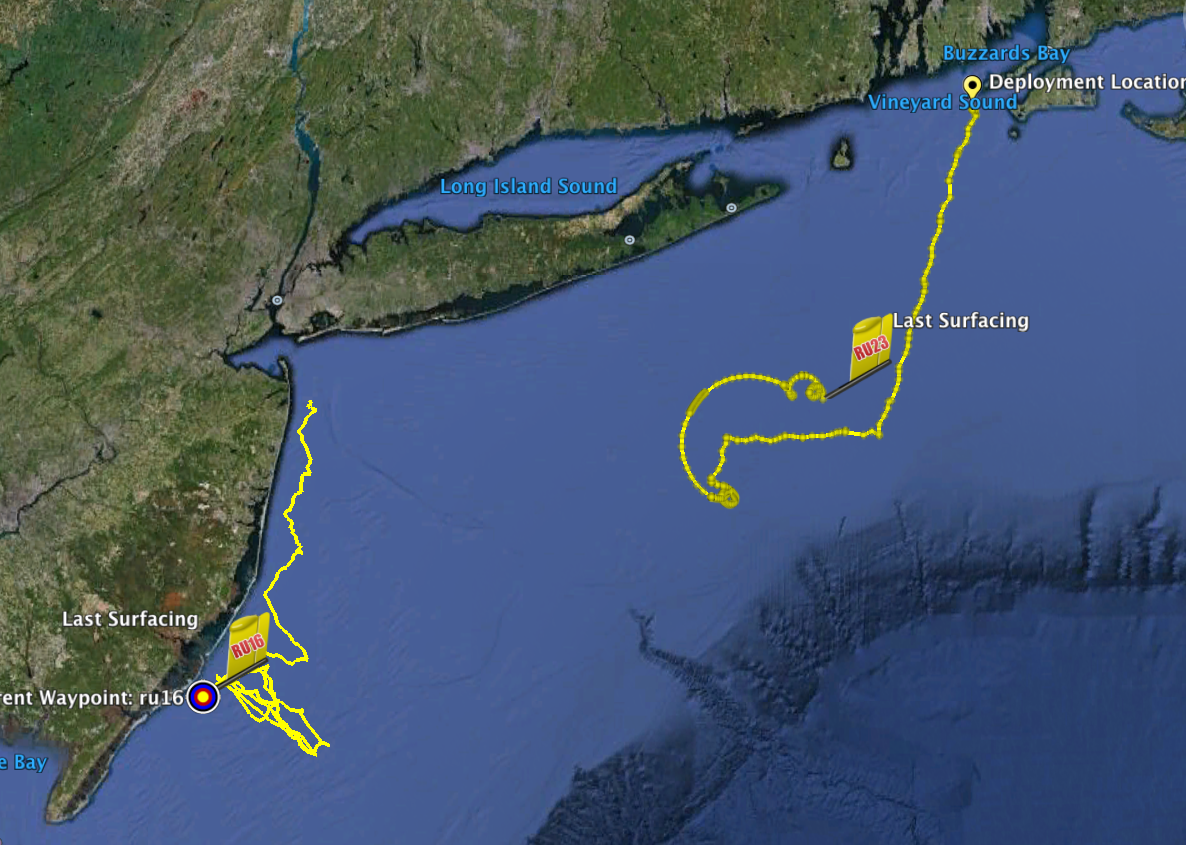 Buzzards Bay
Deployment Location
Vineyard Sound
Long Island Sound
Last Surfacing
RU23
Last Surfacing
RU16
rent Waypoint: ru16
e Bay